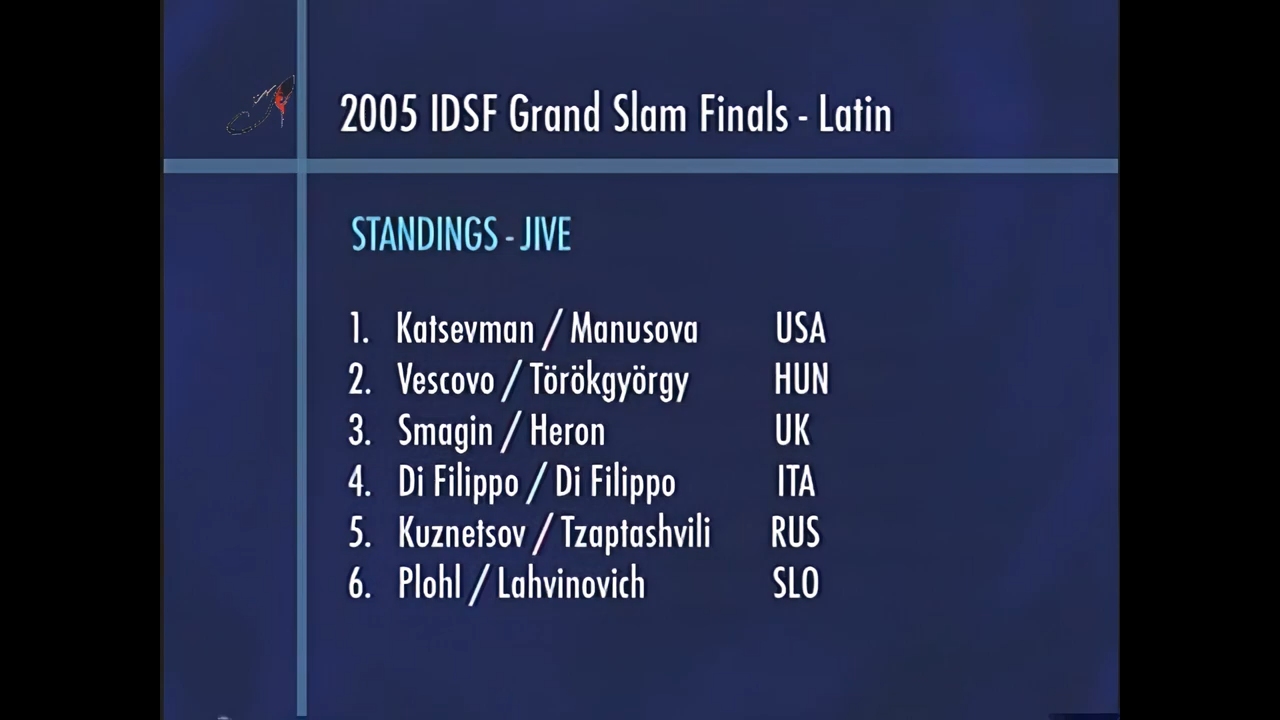 2005 IDSF Grand Slam Finals - Latin
STANDINGS - JIVE
1. Katsevman / Manusova USA
2. Vescovo / Törökgyörgy HUN
3. Smagin / Heron UK
4. Di Filippo / Di Filippo ITA
5. Kuznetsov / Tzaptashvili RUS
6. Plohl / Lahvinovich SLO